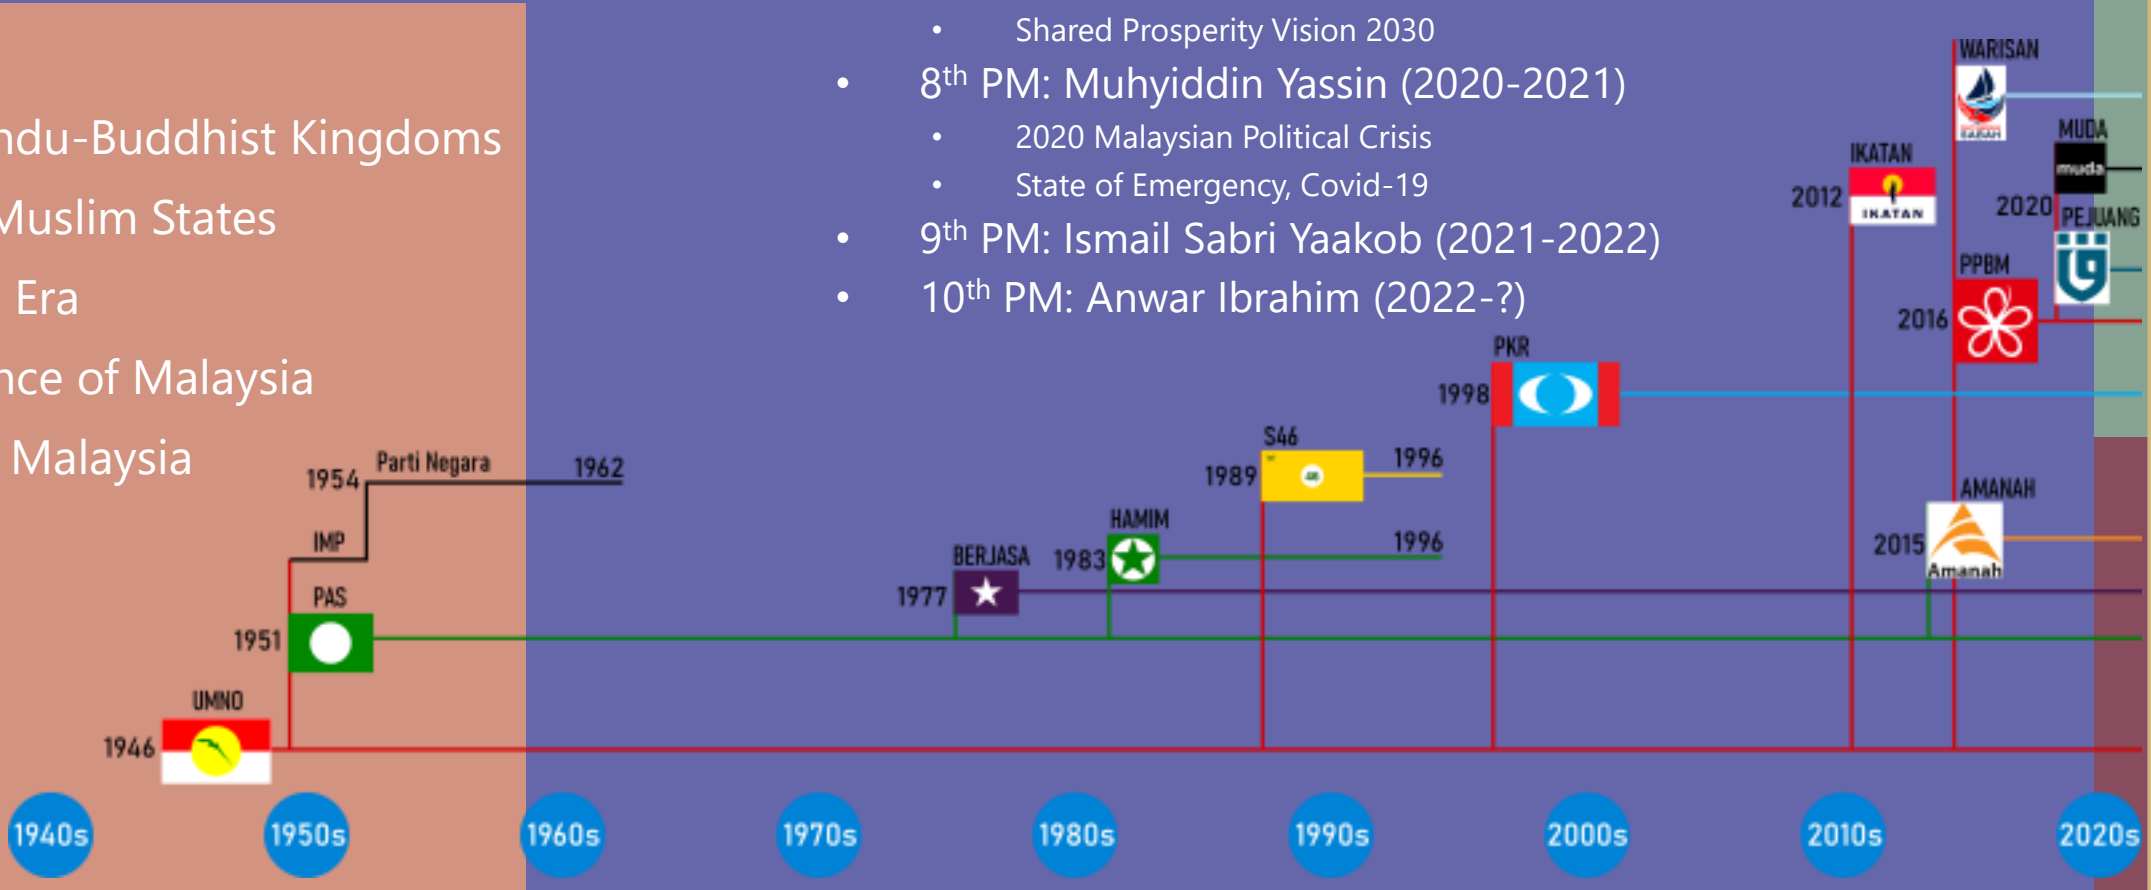 ndu-Buddhist Kingdoms
Muslim States
Era
nce of Malaysia
Malaysia
• Shared Prosperity Vision 2030
• 8th PM: Muhyiddin Yassin (2020-2021)
• 2020 Malaysian Political Crisis
• State of Emergency, Covid-19
• 9th PM: Ismail Sabri Yaakob (2021-2022)
• 10th PM: Anwar Ibrahim (2022-?)
WARISAN
SABAH
MUDA
muda
IKATAN
2012
IKATAN
2020
PEJUANG
PPBM
2016
PKR
1998
S46
1989
46
1996
Parti Negara
1954
1962
AMANAH
2015
Amanah
HAMIM
1983
1996
IMP
BERJASA
1977
PAS
1951
UMNO
1946
1940s
1950s
1960s
1970s
1980s
1990s
2000s
2010s
2020s